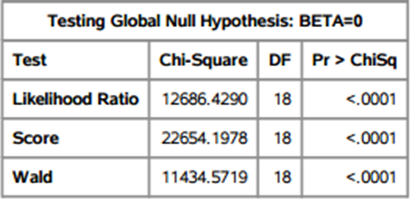 Testing Global Null Hypothesis: BETA=0
Test Chi-Square DF Pr > ChiSq
Likelihood Ratio 12686.4290 18 <.0001
Score 22654.1978 18 <.0001
Wald 11434.5719 18 <.0001